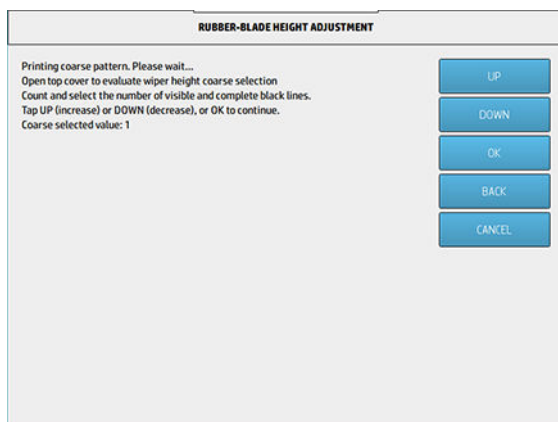 RUBBER-BLADE HEIGHT ADJUSTMENT
Printing coarse pattern. Please wait...
Open top cover to evaluate wiper height coarse selection
Count and select the number of visible and complete black lines.
Tap UP (increase) or DOWN (decrease), or OK to continue.
Coarse selected value: 1
UP
DOWN
OK
BACK
CANCEL